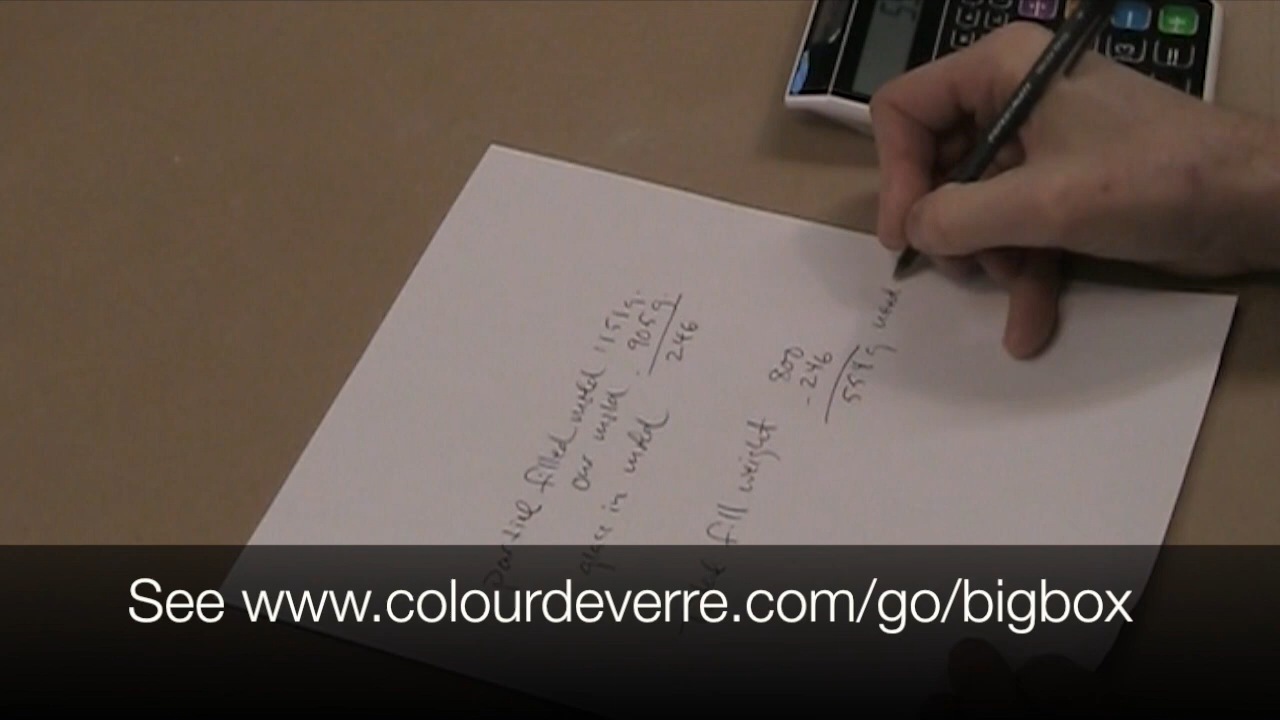 partial filled mold 1151g.
our mold - 905g.
glass in mold 246
fill weight 800
- 246
554 g used
See www.colourdeverre.com/go/bigbox